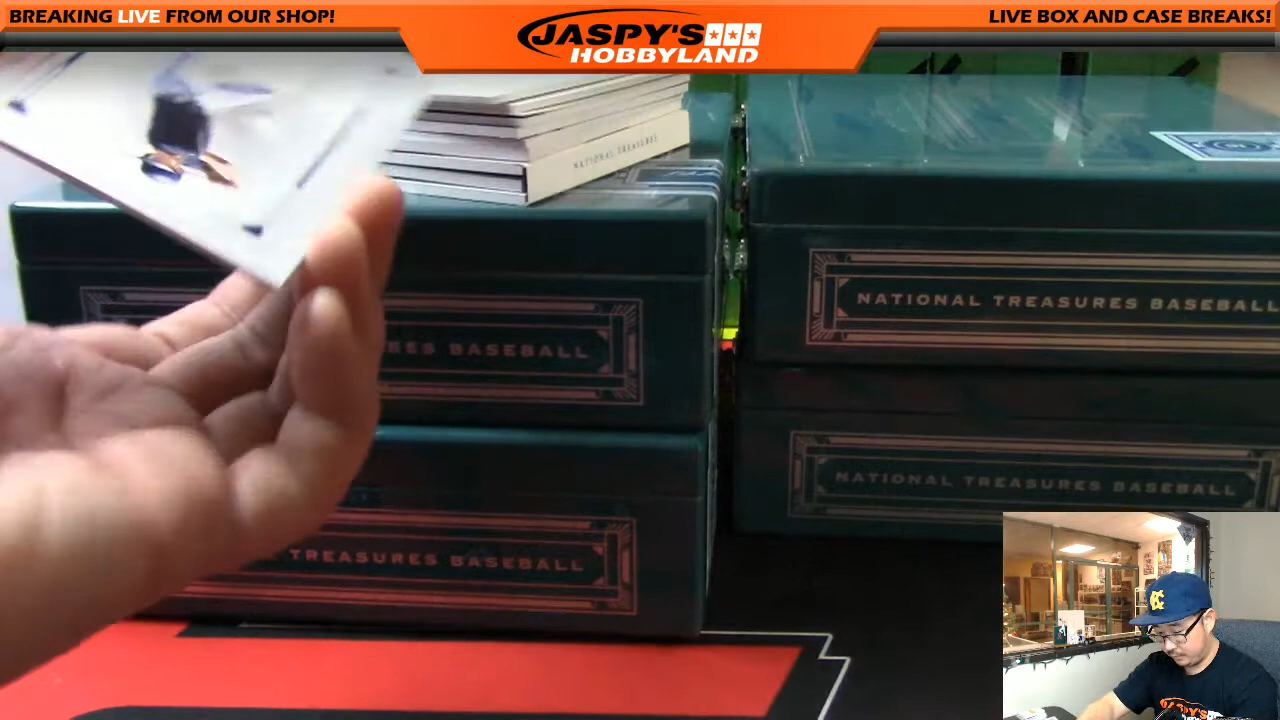 BREAKING LIVE FROM OUR SHOP!
JASPY'S
HOBBYLAND
LIVE BOX AND CASE BREAKS!
NATIONAL TREASURES
NATIONAL TREASURES BASEBALL
BASEBALL
NATIONAL TREASURES BASEBALL
TREASURES BASEBALL
JASPY'S